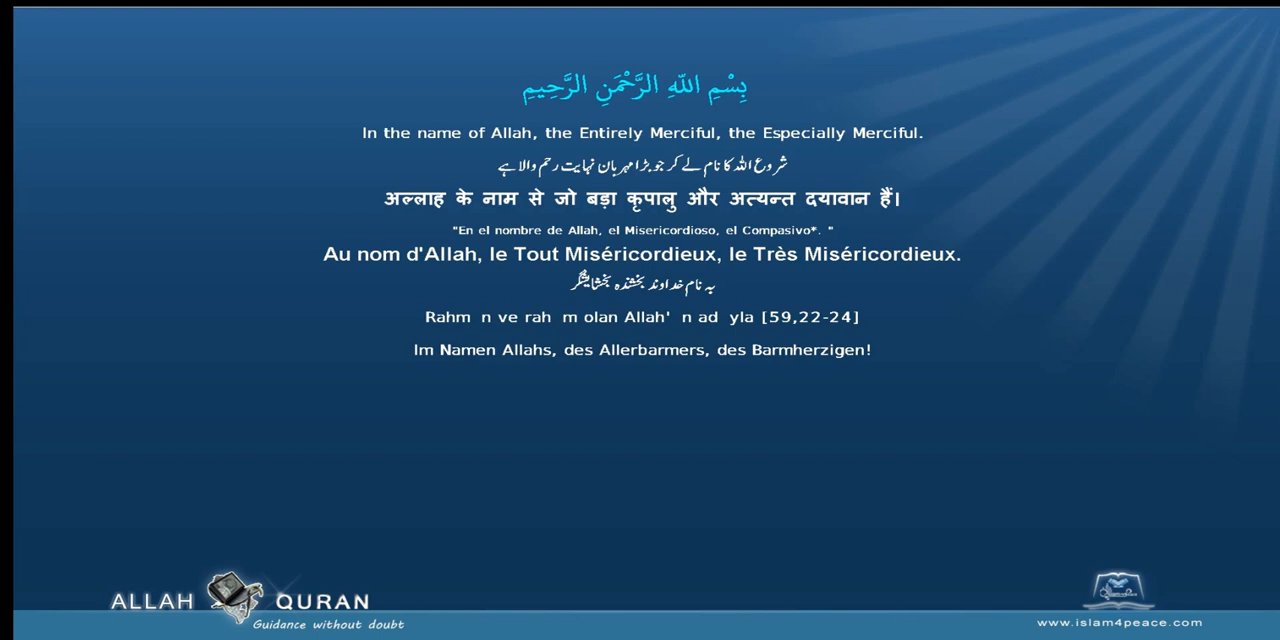 بِسْمِ اللّهِ الرَّحْمَنِ الرَّحِيمِ
In the name of Allah, the Entirely Merciful, the Especially Merciful.
شروع اللہ کا نام لے کر جو بڑا مہربان نہایت رحم والا ہے
अल्लाह के नाम से जो बड़ा कृपालु और अत्यन्त दयावान हैं।
"En el nombre de Allah, el Misericordioso, el Compasivo*. "
Au nom d'Allah, le Tout Miséricordieux, le Très Miséricordieux.
به نام خداوند بخشنده بخشایشگر
Rahm  n ve rah  m olan Allah'  n ad  yla [59,22-24]
Im Namen Allahs, des Allerbarmers, des Barmherzigen!
ALLAH QURAN
Guidance without doubt
www.islam4peace.com